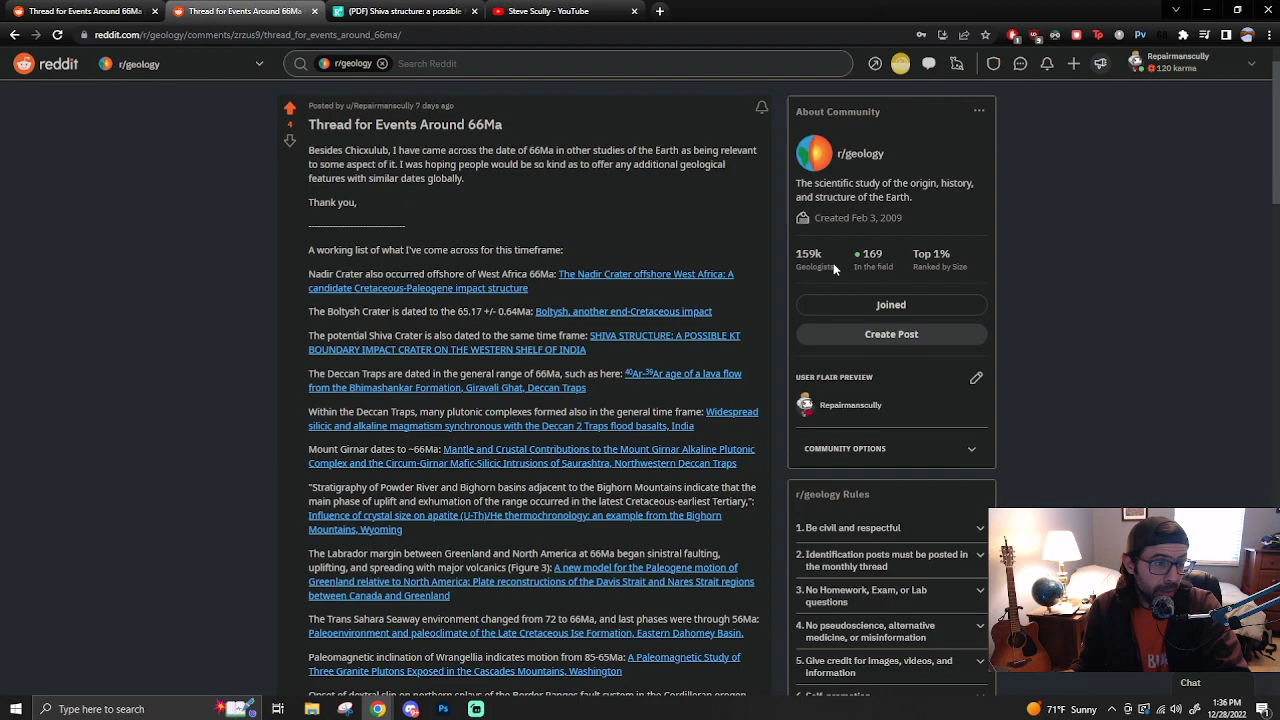 Thread for Events Around 66Ma
Thread for Events Around 66Ma
(PDF) Shiva structure: a possible
Steve Scully - YouTube
reddit.com/r/geology/comments/zrzus9/thread_for_events_around_66ma/
reddit
r/geology
r/geology
Search Reddit
Repairmanscully
120 karma
Posted by u/Repairmanscully 7 days ago
4
Thread for Events Around 66Ma
Besides Chicxulub, I have came across the date of 66Ma in other studies of the Earth as being relevant
to some aspect of it. I was hoping people would be so kind as to offer any additional geological
features with similar dates globally.
Thank you,
A working list of what I've come across for this timeframe:
Nadir Crater also occurred offshore of West Africa 66Ma: The Nadir Crater offshore West Africa: A
candidate Cretaceous-Paleogene impact structure
The Boltysh Crater is dated to the 65.17 +/- 0.64Ma: Boltysh, another end-Cretaceous impact
The potential Shiva Crater is also dated to the same time frame: SHIVA STRUCTURE: A POSSIBLE KT
BOUNDARY IMPACT CRATER ON THE WESTERN SHELF OF INDIA
The Deccan Traps are dated in the general range of 66Ma, such as here: 40Ar-39Ar age of a lava flow
from the Bhimashankar Formation, Giravali Ghat, Deccan Traps
Within the Deccan Traps, many plutonic complexes formed also in the general time frame: Widespread
silicic and alkaline magmatism synchronous with the Deccan 2 Traps flood basalts, India
Mount Girnar dates to ~66Ma: Mantle and Crustal Contributions to the Mount Girnar Alkaline Plutonic
Complex and the Circum-Girnar Mafic-Silicic Intrusions of Saurashtra, Northwestern Deccan Traps
"Stratigraphy of Powder River and Bighorn basins adjacent to the Bighorn Mountains indicate that the
main phase of uplift and exhumation of the range occurred in the latest Cretaceous-earliest Tertiary,":
Influence of crystal size on apatite (U-Th)/He thermochronology: an example from the Bighorn
Mountains, Wyoming
The Labrador margin between Greenland and North America at 66Ma began sinistral faulting,
uplifting, and spreading with major volcanics (Figure 3): A new model for the Paleogene motion of
Greenland relative to North America: Plate reconstructions of the Davis Strait and Nares Strait regions
between Canada and Greenland
The Trans Sahara Seaway environment changed from 72 to 66Ma, and last phases were through 56Ma:
Paleoenvironment and paleoclimate of the Late Cretaceous Ise Formation, Eastern Dahomey Basin.
Paleomagnetic inclination of Wrangellia indicates motion from 85-65Ma: A Paleomagnetic Study of
Three Granite Plutons Exposed in the Cascades Mountains, Washington
Onset of dextral slip on northern splays of the Border Ranges fault system in the Cordilleran orogen
About Community
r/geology
The scientific study of the origin, history,
and structure of the Earth.
Created Feb 3, 2009
159k
169
Top 1%
Geologists
In the field
Ranked by Size
Joined
Create Post
USER FLAIR PREVIEW
Repairmanscully
COMMUNITY OPTIONS
r/geology Rules
1. Be civil and respectful
2. Identification posts must be posted in
the monthly thread
3. No Homework, Exam, or Lab
questions
4. No pseudoscience, alternative
medicine, or misinformation
5. Give credit for images, videos, and
information
Chat
Type here to search
71°F Sunny
1:36 PM
12/28/2022